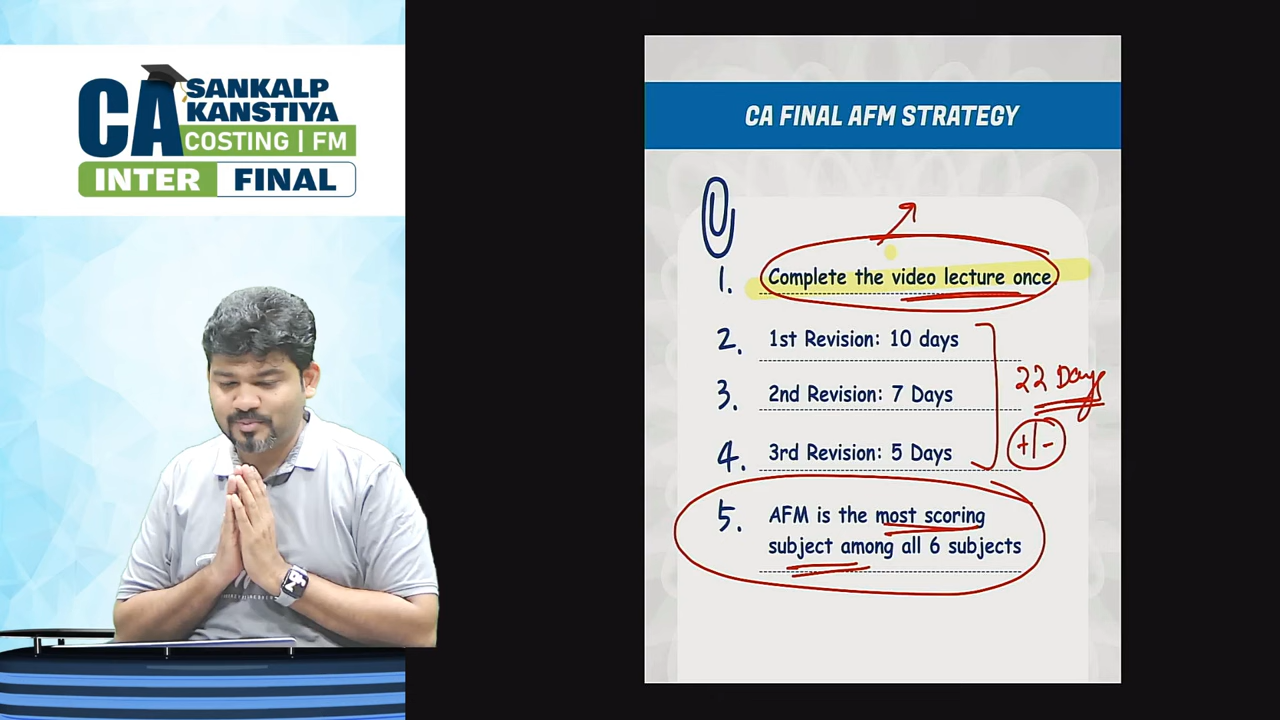 CA SANKALP
KANSTIYA
COSTING | FM
INTER FINAL
CA FINAL AFM STRATEGY
1. Complete the video lecture once
2. 1st Revision: 10 days
3. 2nd Revision: 7 Days
22 Days
4. 3rd Revision: 5 Days
+/-
5. AFM is the most scoring
subject among all 6 subjects